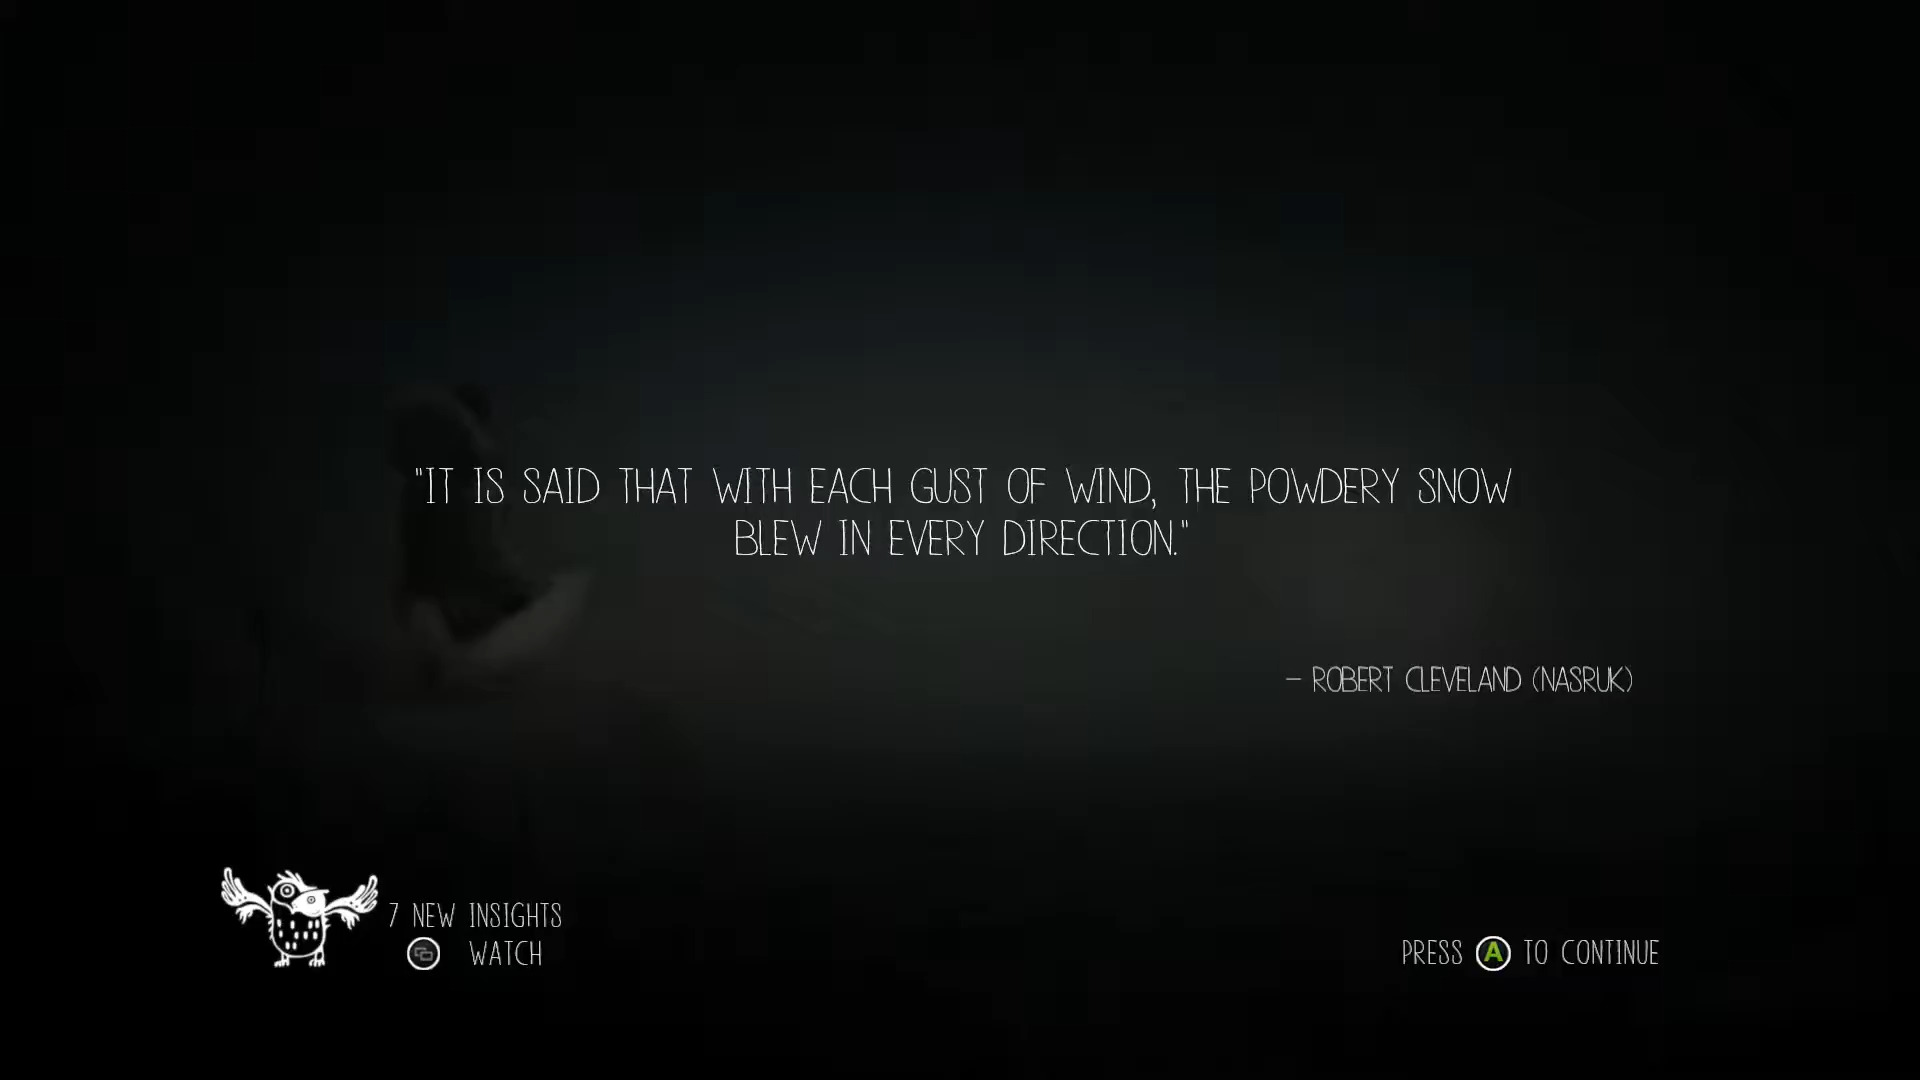 "IT IS SAID THAT WITH EACH GUST OF WIND, THE POWDERY SNOW
BLEW IN EVERY DIRECTION."
– ROBERT CLEVELAND (NASRUK)
7 NEW INSIGHTS
WATCH
PRESS A TO CONTINUE